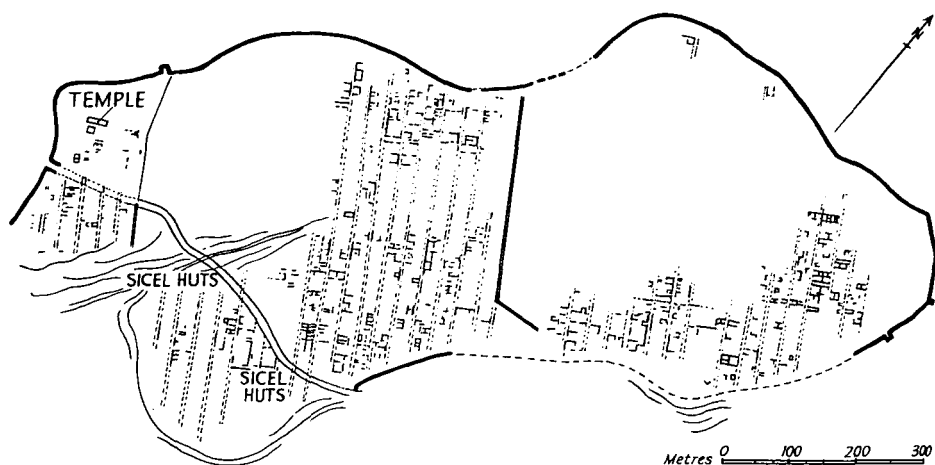 N
TEMPLE
SICEL HUTS
SICEL
HUTS
Metres 0 100 200 300